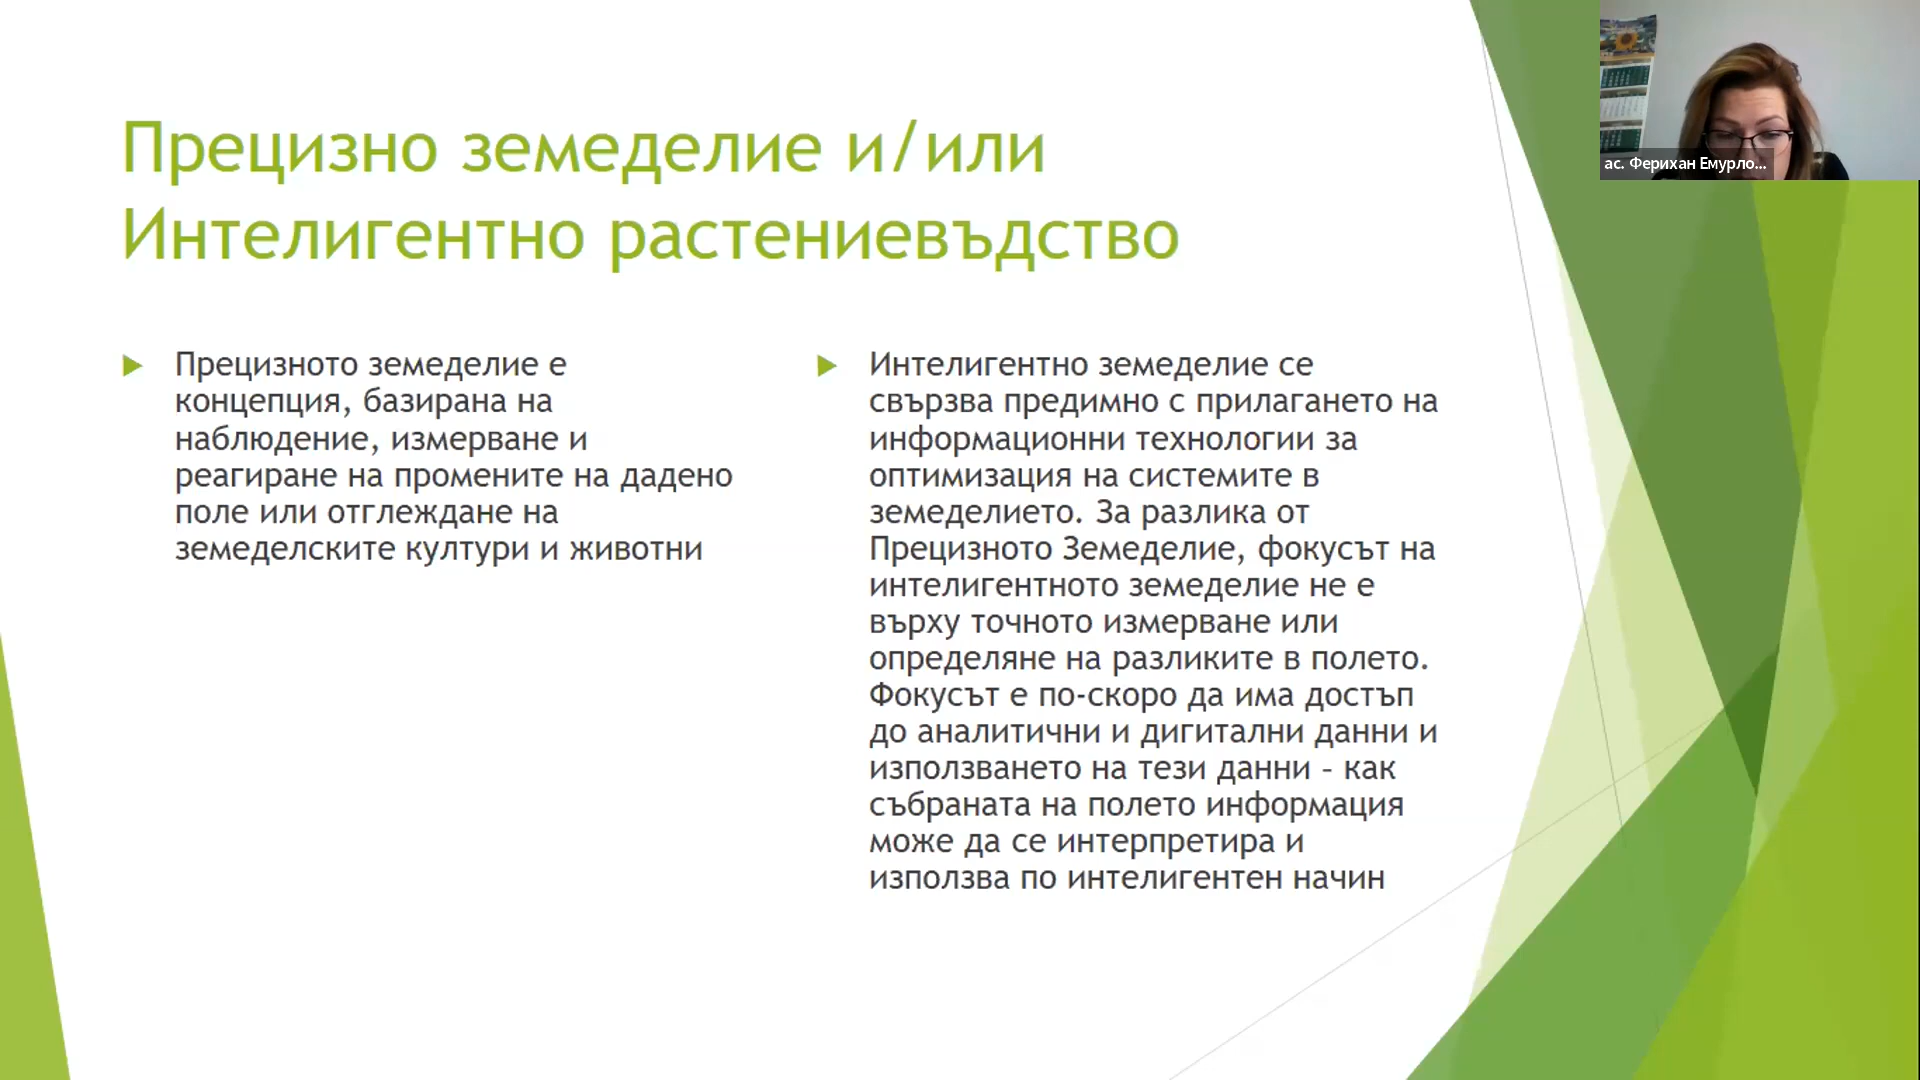 Прецизно земеделие и/или
Интелигентно растениевъдство
Прецизното земеделие е
концепция, базирана на
наблюдение, измерване и
реагиране на промените на дадено
поле или отглеждане на
земеделските култури и животни
Интелигентно земеделие се
свързва предимно с прилагането на
информационни технологии за
оптимизация на системите в
земеделието. За разлика от
Прецизното Земеделие, фокусът на
интелигентното земеделие не е
върху точното измерване или
определяне на разликите в полето.
Фокусът е по-скоро да има достъп
до аналитични и дигитални данни и
използването на тези данни – как
събраната на полето информация
може да се интерпретира и
използва по интелигентен начин
ас. Ферихан Емурло...